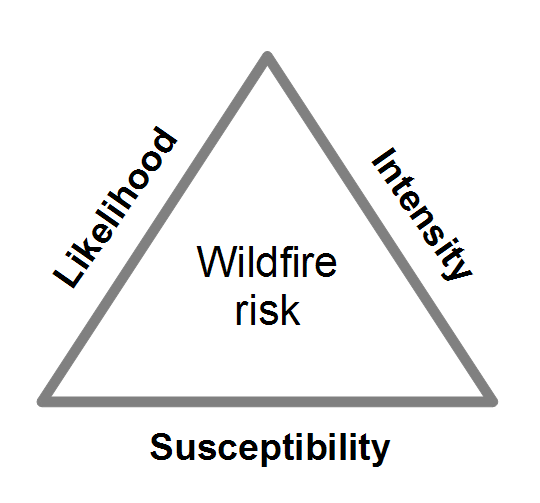 Likelihood
Intensity
Wildfire
risk
Susceptibility